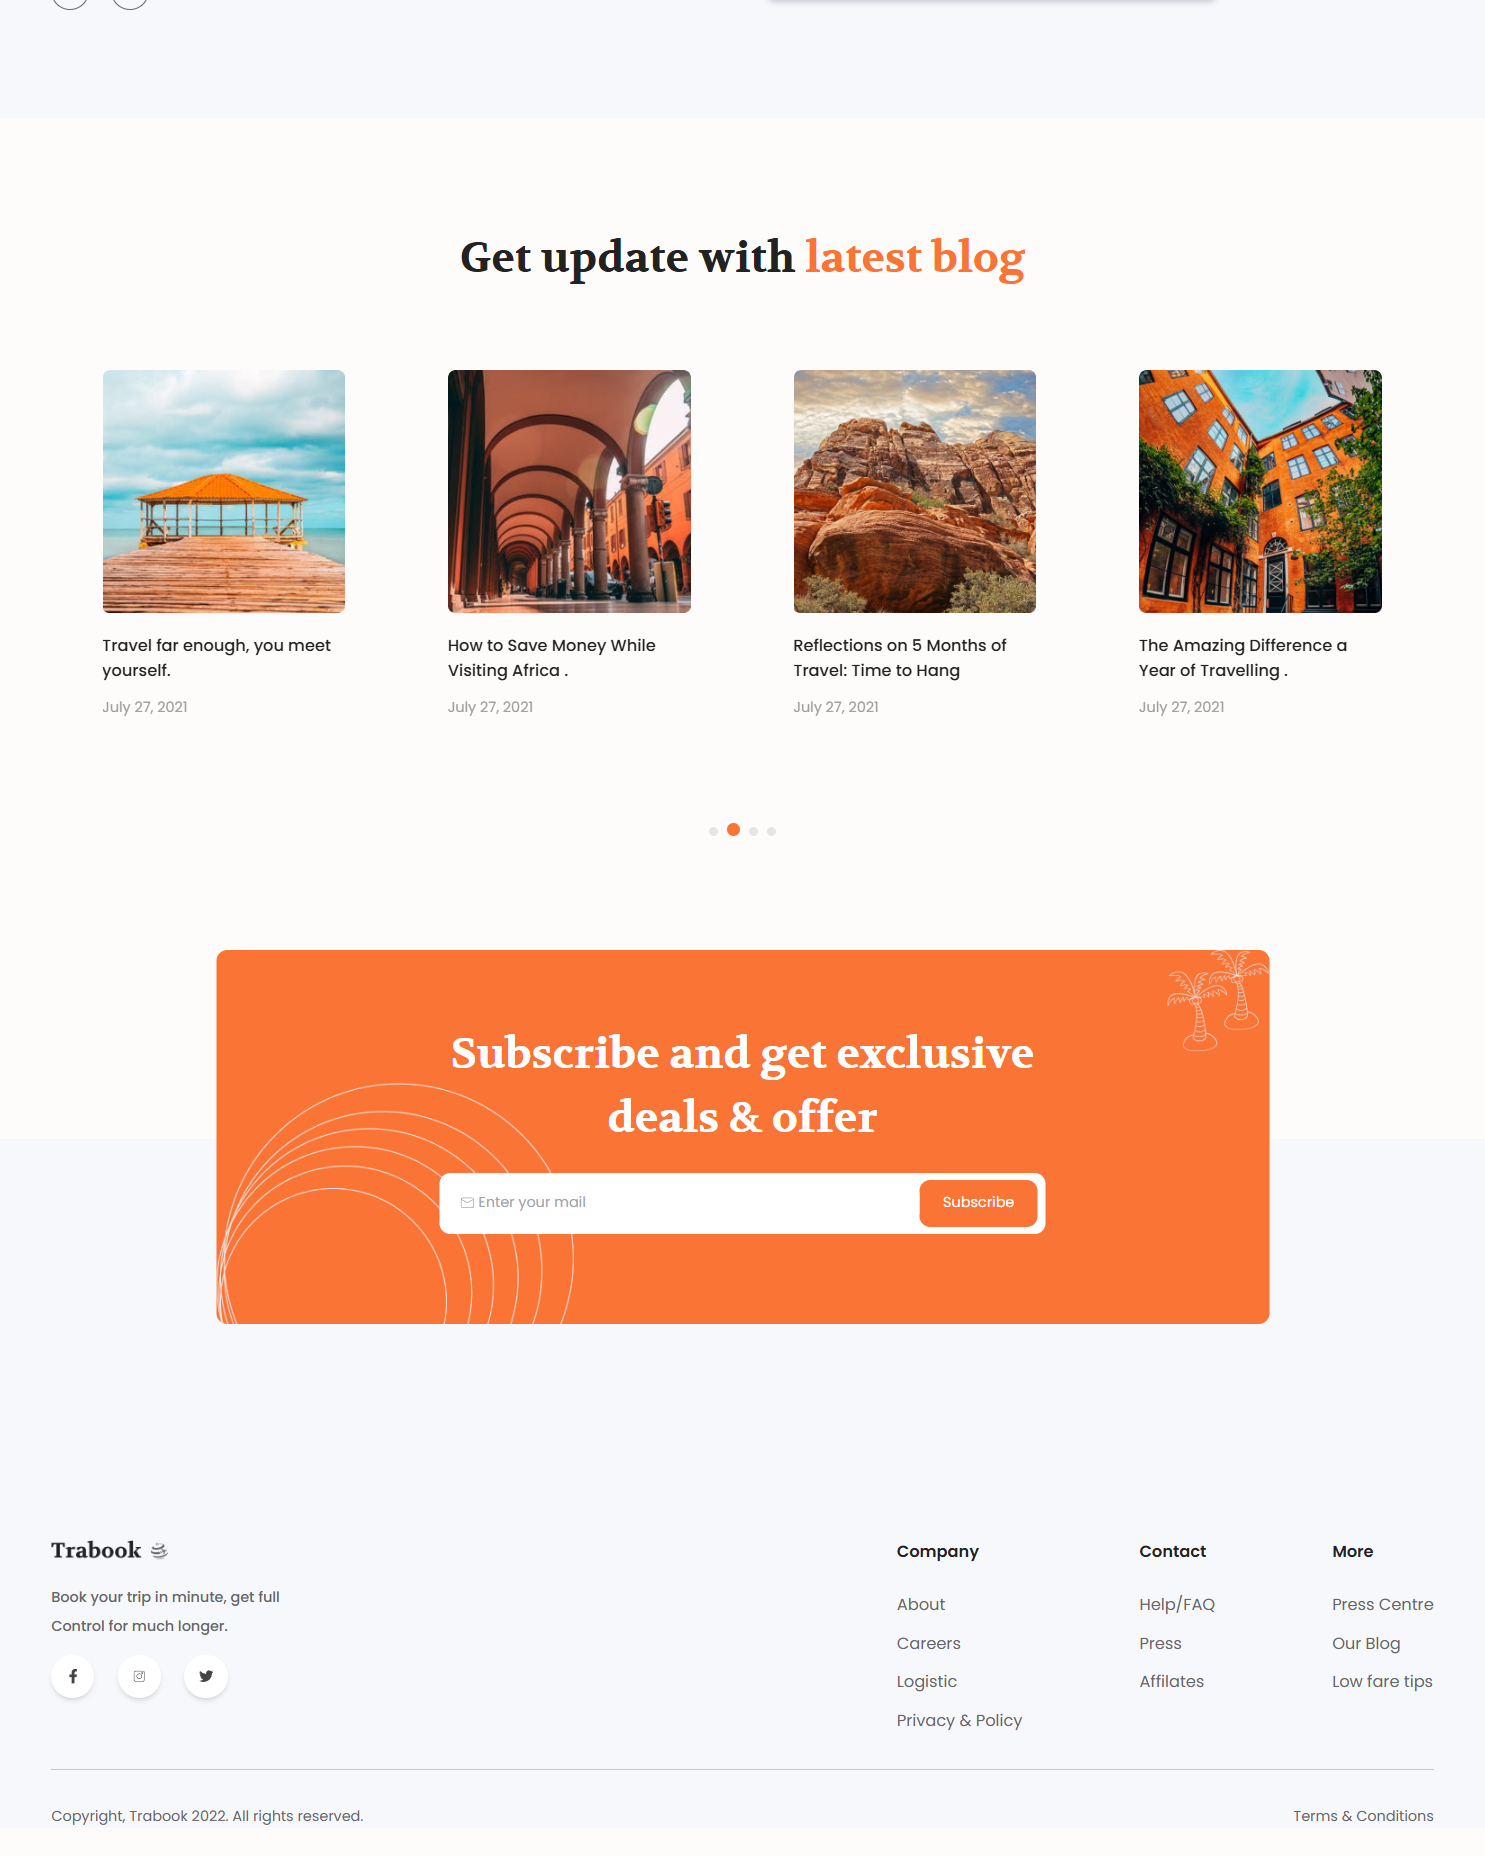 Get update with latest blog
Travel far enough, you meet
yourself.
July 27, 2021
How to Save Money While
Visiting Africa .
July 27, 2021
Reflections on 5 Months of
Travel: Time to Hang
July 27, 2021
The Amazing Difference a
Year of Travelling .
July 27, 2021
Subscribe and get exclusive
deals & offer
Enter your mail
Subscribe
Trabook
Book your trip in minute, get full
Control for much longer.
Company
About
Careers
Logistic
Privacy & Policy
Contact
Help/FAQ
Press
Affilates
More
Press Centre
Our Blog
Low fare tips
Copyright, Trabook 2022. All rights reserved.
Terms & Conditions